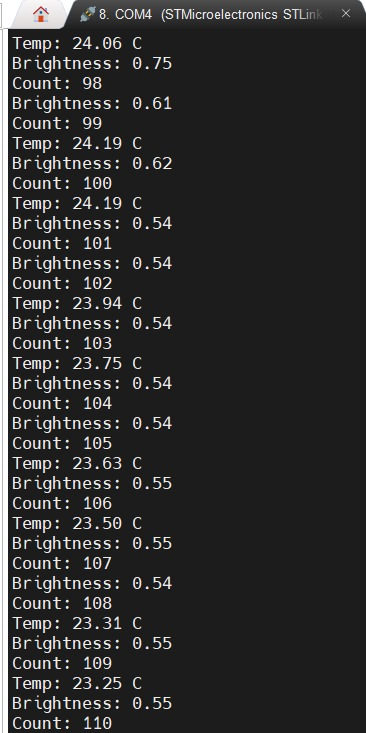 8. COM4 (STMicroelectronics STLink
Temp: 24.06 C
Brightness: 0.75
Count: 98
Brightness: 0.61
Count: 99
Temp: 24.19 C
Brightness: 0.62
Count: 100
Temp: 24.19 C
Brightness: 0.54
Count: 101
Brightness: 0.54
Count: 102
Temp: 23.94 C
Brightness: 0.54
Count: 103
Temp: 23.75 C
Brightness: 0.54
Count: 104
Brightness: 0.54
Count: 105
Temp: 23.63 C
Brightness: 0.55
Count: 106
Temp: 23.50 C
Brightness: 0.55
Count: 107
Brightness: 0.54
Count: 108
Temp: 23.31 C
Brightness: 0.55
Count: 109
Temp: 23.25 C
Brightness: 0.55
Count: 110